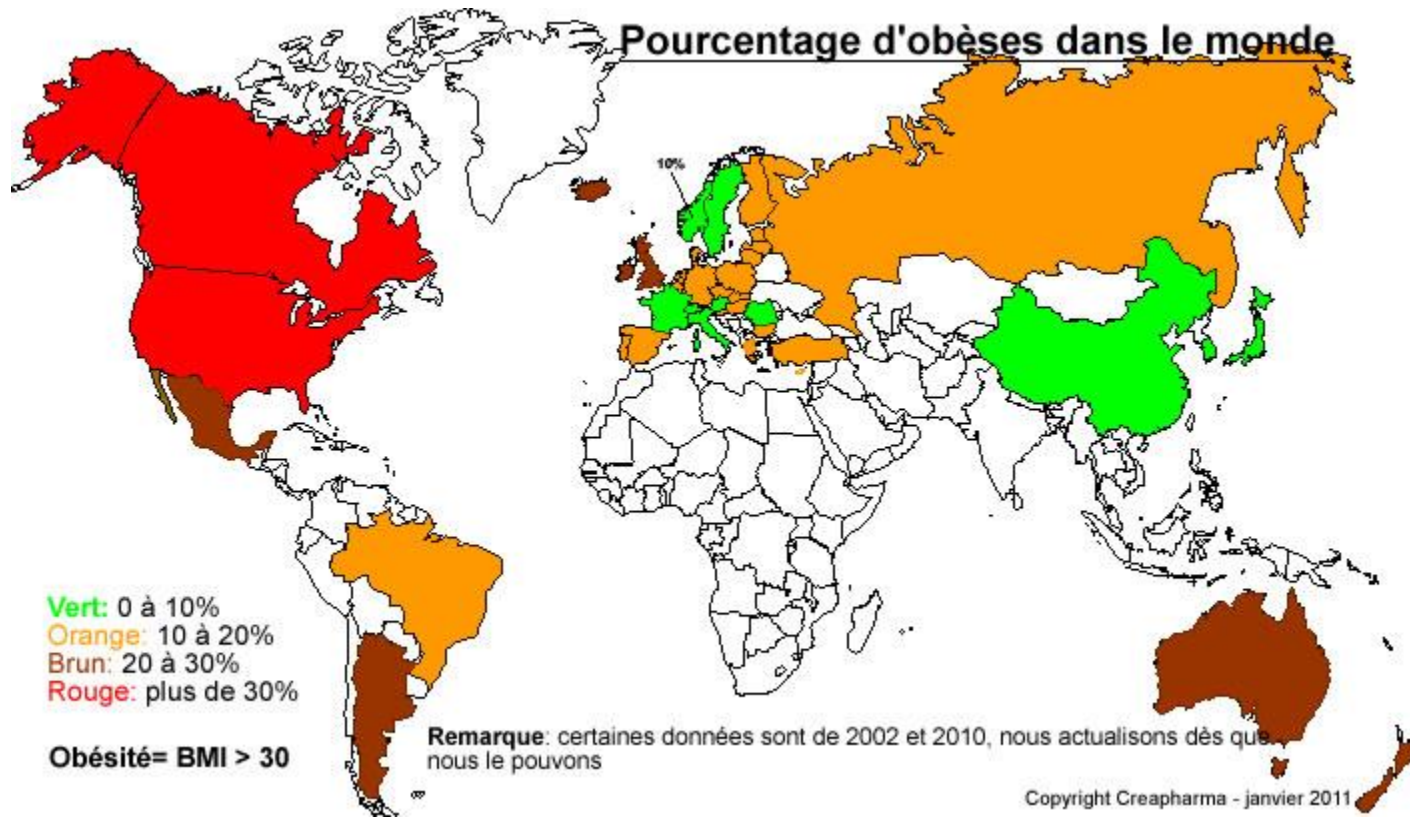 Pourcentage d'obèses dans le monde
10%
Vert: 0 à 10%
Orange: 10 à 20%
Brun: 20 à 30%
Rouge: plus de 30%
Obésité= BMI > 30
Remarque: certaines données sont de 2002 et 2010, nous actualisons dès que
nous le pouvons
Copyright Creapharma - janvier 2011